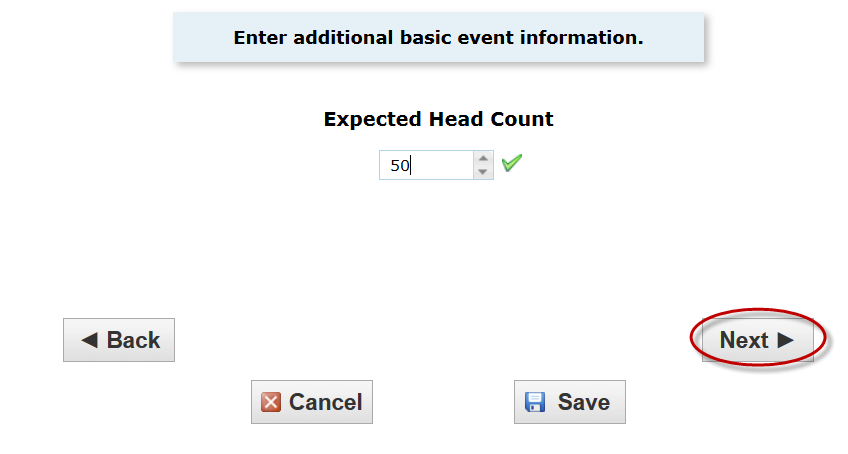 Enter additional basic event information.
Expected Head Count
50
Back
Next
Cancel
Save